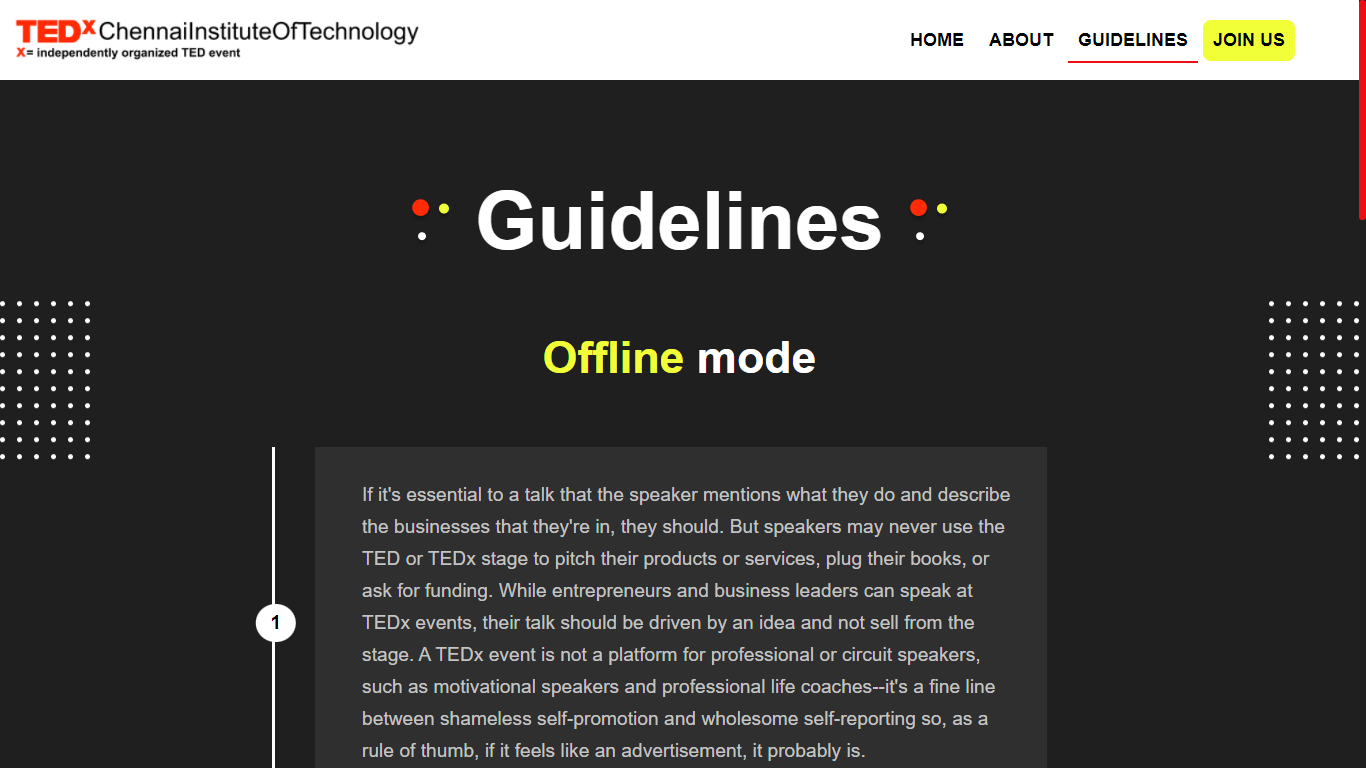 TEDxChennaiInstituteOfTechnology
X= independently organized TED event
HOME ABOUT GUIDELINES JOIN US
Guidelines
Offline mode
1
If it's essential to a talk that the speaker mentions what they do and describe
the businesses that they're in, they should. But speakers may never use the
TED or TEDx stage to pitch their products or services, plug their books, or
ask for funding. While entrepreneurs and business leaders can speak at
TEDx events, their talk should be driven by an idea and not sell from the
stage. A TEDx event is not a platform for professional or circuit speakers,
such as motivational speakers and professional life coaches--it's a fine line
between shameless self-promotion and wholesome self-reporting so, as a
rule of thumb, if it feels like an advertisement, it probably is.